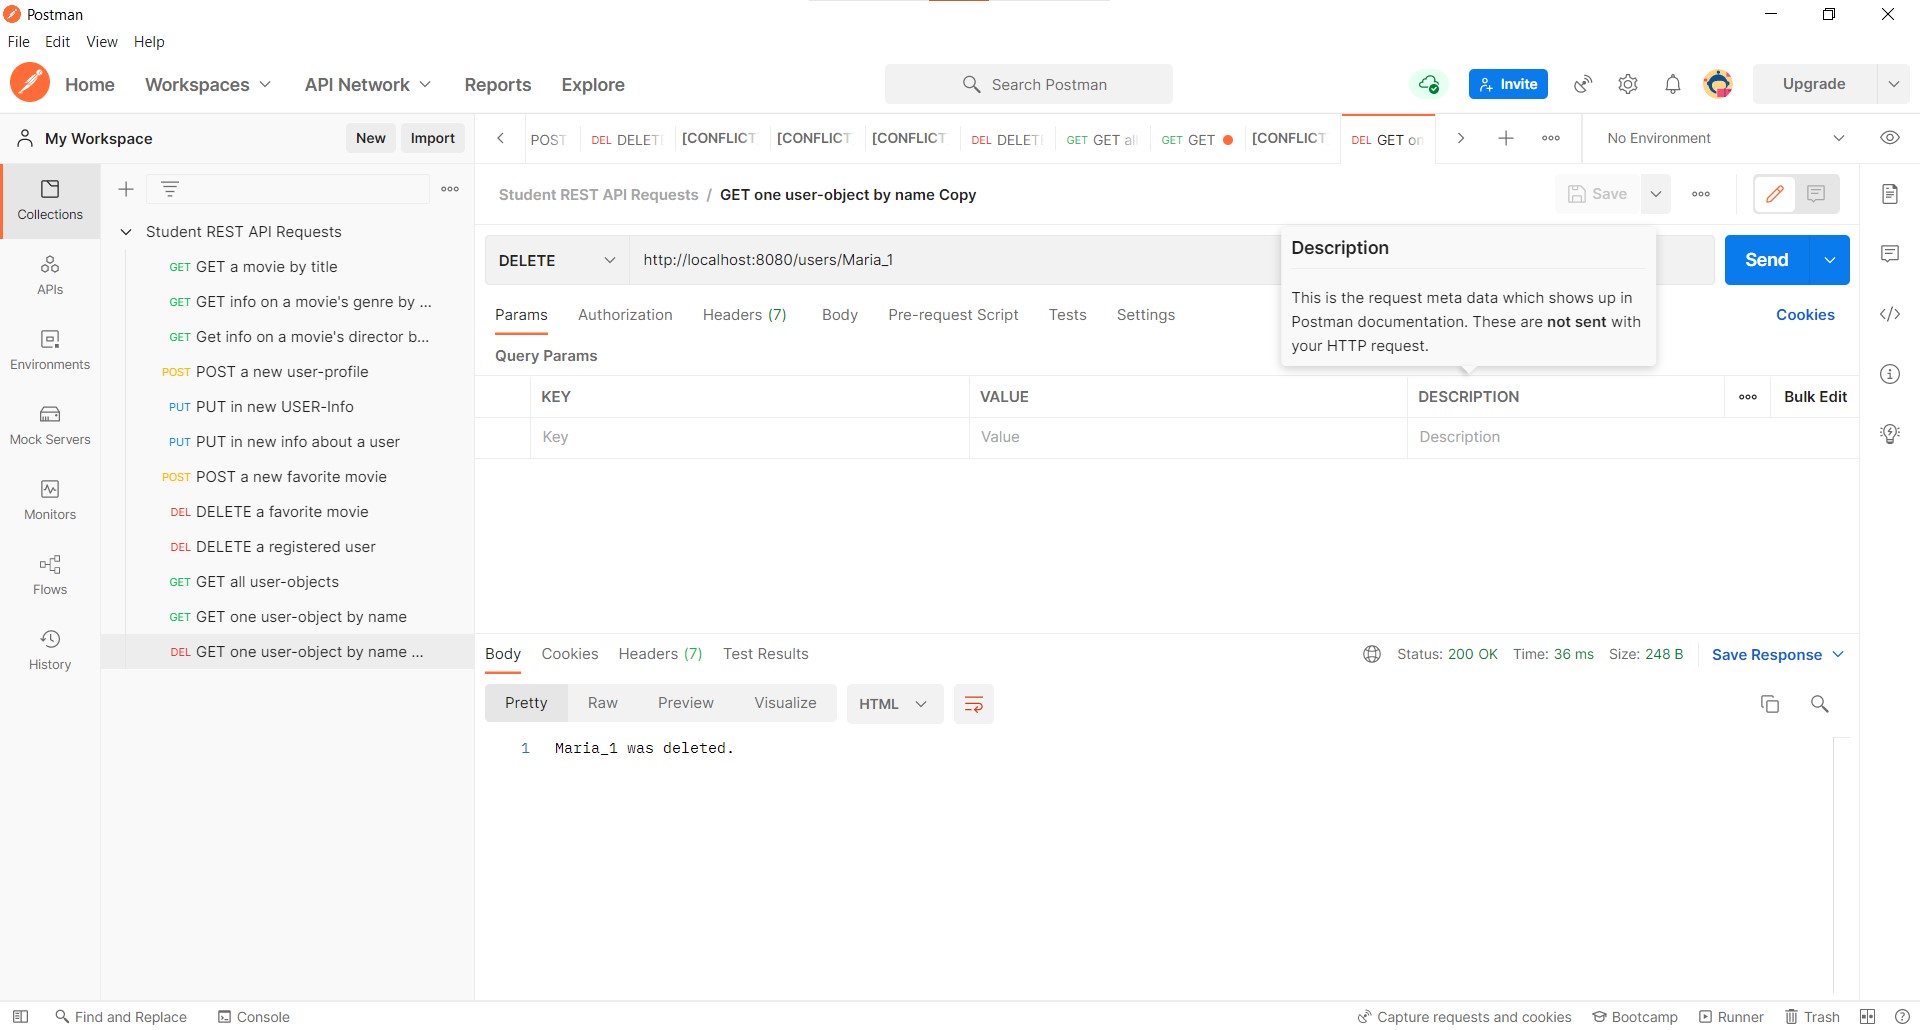 Postman
File Edit View Help
Home Workspaces API Network Reports Explore Search Postman Invite Upgrade
My Workspace New Import
POST DEL DELET [CONFLICT [CONFLICT [CONFLICT DEL DELET GET GET al GET GET [CONFLICT DEL GET on
No Environment
Student REST API Requests / GET one user-object by name Copy Save
Collections
APIs
Environments
Mock Servers
Monitors
Flows
History
Student REST API Requests
GET GET a movie by title
GET GET info on a movie's genre by ...
GET Get info on a movie's director b...
POST POST a new user-profile
PUT PUT in new USER-Info
PUT PUT in new info about a user
POST POST a new favorite movie
DEL DELETE a favorite movie
DEL DELETE a registered user
GET GET all user-objects
GET GET one user-object by name
DEL GET one user-object by name ...
DELETE http://localhost:8080/users/Maria_1 Send
Description
This is the request meta data which shows up in
Postman documentation. These are not sent with
your HTTP request.
Params Authorization Headers (7) Body Pre-request Script Tests Settings Cookies
Query Params
KEY VALUE DESCRIPTION Bulk Edit
Key Value Description
Body Cookies Headers (7) Test Results Status: 200 OK Time: 36 ms Size: 248 B Save Response
Pretty Raw Preview Visualize HTML
1 Maria_1 was deleted.
Find and Replace Console Capture requests and cookies Bootcamp Runner Trash